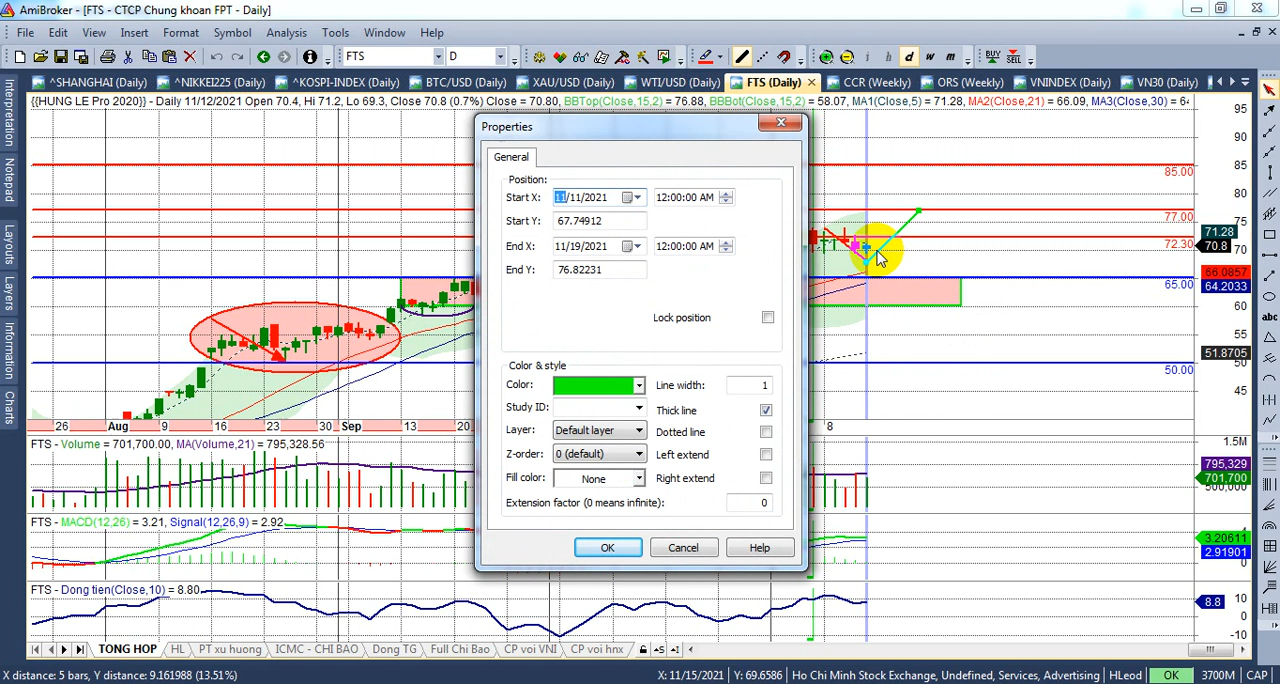 AmiBroker - [FTS - CTCP Chung khoan FPT - Daily]
File Edit View Insert Format Symbol Analysis Tools Window Help
FTS D i d w m BUY SELL
^SHANGHAI (Daily) ^NIKKEI225 (Daily) ^KOSPI-INDEX (Daily) BTC/USD (Daily) XAU/USD (Daily) WTI/USD (Daily) FTS (Daily) CCR (Weekly) ORS (Weekly) VNINDEX (Daily) VN30 (Daily)
{{HUNG LE Pro 2020}} - Daily 11/12/2021 Open 70.4, Hi 71.2, Lo 69.3, Close 70.8 (0.7%) Close = 70.80, BBTop(Close,15,2) = 76.88, BBBot(Close,15,2) = 58.07, MA1(Close,5) = 71.28, MA2(Close,21) = 66.09, MA3(Close,30) = 64
Interpretation
Notepad
Layouts
Layers
Information
Charts
Properties
General
Position:
Start X: 11/11/2021 12:00:00 AM
Start Y: 67.74912
End X: 11/19/2021 12:00:00 AM
End Y: 76.82231
Lock position
Color & style
Color: Line width: 1
Study ID: Thick line
Layer: Default layer Dotted line
Z-order: 0 (default) Left extend
Fill color: None Right extend
Extension factor (0 means infinite): 0
OK Cancel Help
95
90
85
85.00
80
77.00
75
71.28
72.30
70.8
70
66.0857
65.00
64.2033
60
55
51.8705
50
50.00
45
abc
26 Aug 9 16 23 Sep 13 20 8
FTS - Volume = 701,700.00, MA(Volume,21) = 795,328.56
1.5M
795,329
701,700
500,000
FTS - MACD(12,26) = 3.21, Signal(12,26,9) = 2.92
4
3.20611
2.91901
0
FTS - Dong tien(Close,10) = 8.80
10
8.8
0
-10
TONG HOP HL PT xu huong ICMC - CHI BAO Dong TG Full Chi Bao CP voi VNI CP voi hnx
X distance: 5 bars, Y distance: 9.161988 (13.51%) X: 11/15/2021 Y: 69.6586 Ho Chi Minh Stock Exchange, Undefined, Services, Advertising HLeod OK 3700M CAP